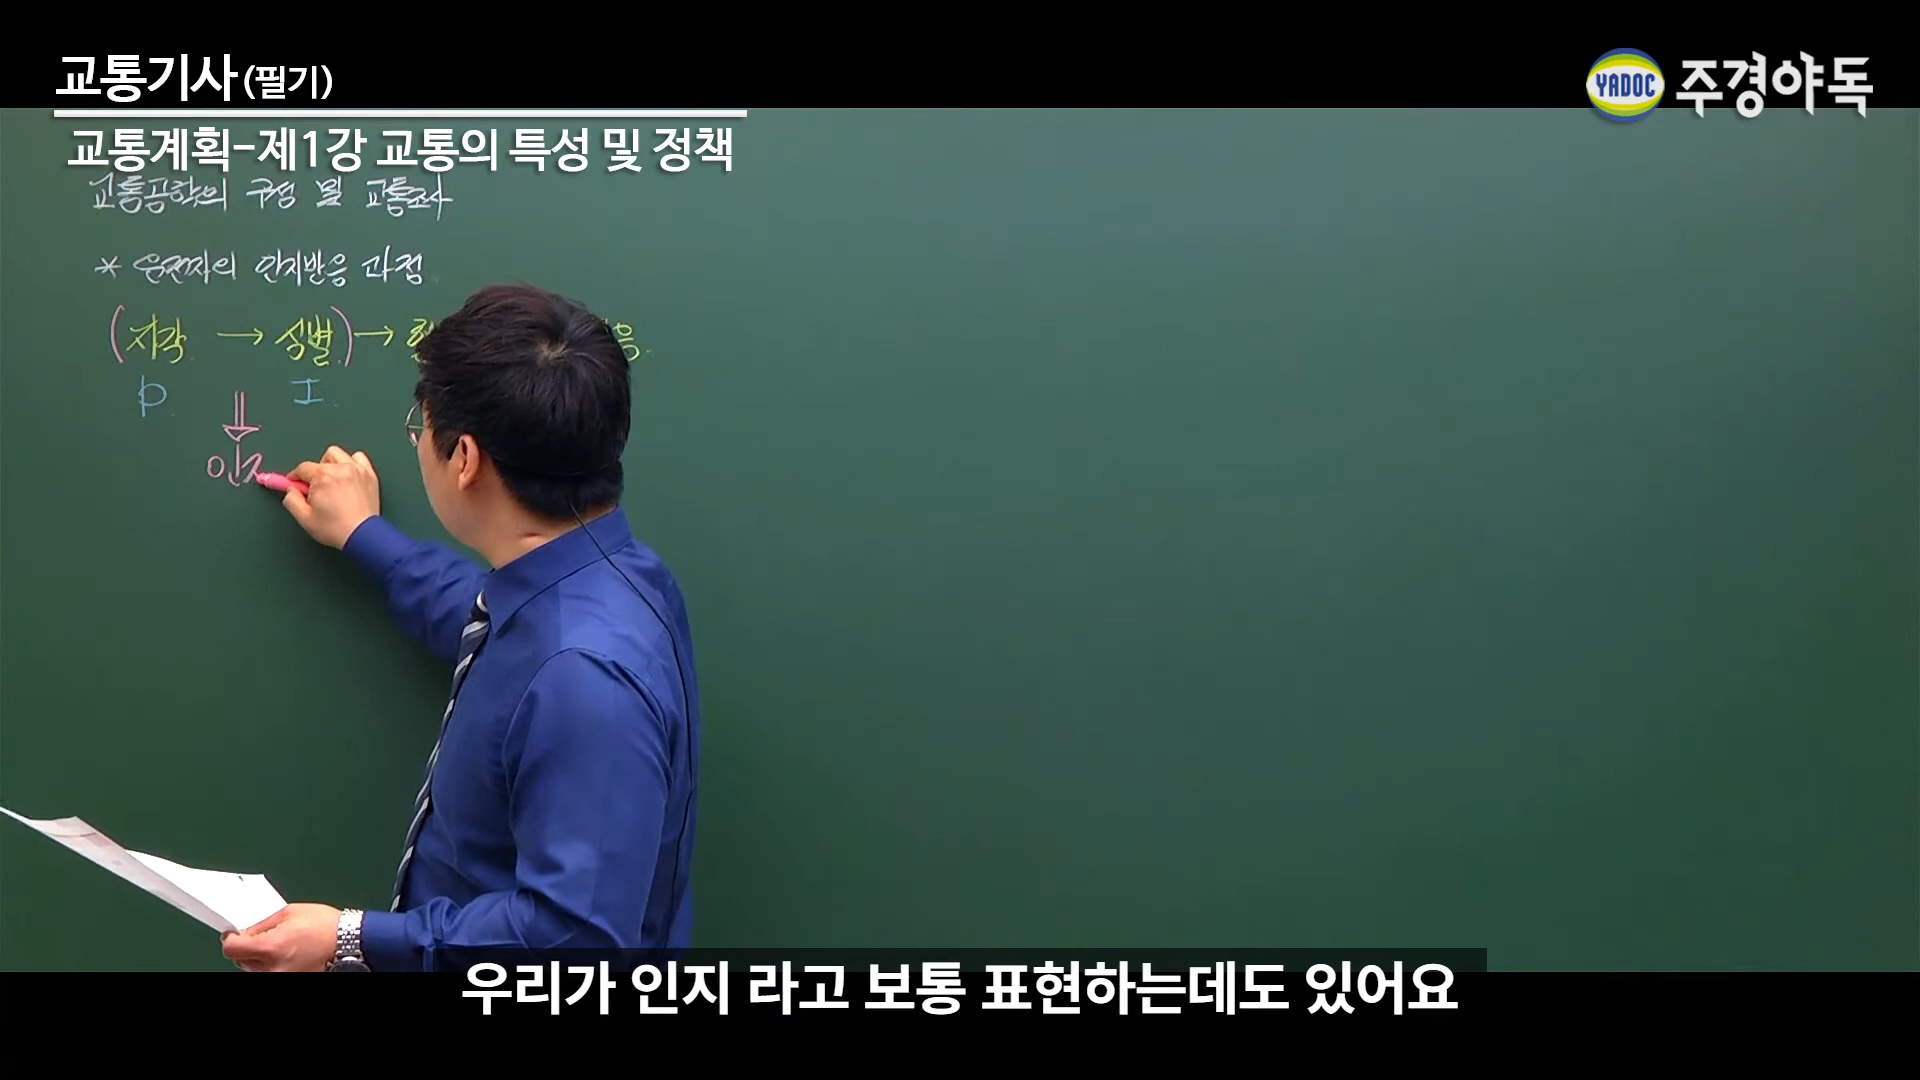 교통기사(필기)
YADOC 주경야독
교통계획-제1강 교통의 특성 및 정책
교통공학의 구성 및 교통조사
* 운전자의 인지반응 과정
(지각 → 식별) →
P. I.
인지
우리가 인지 라고 보통 표현하는데도 있어요